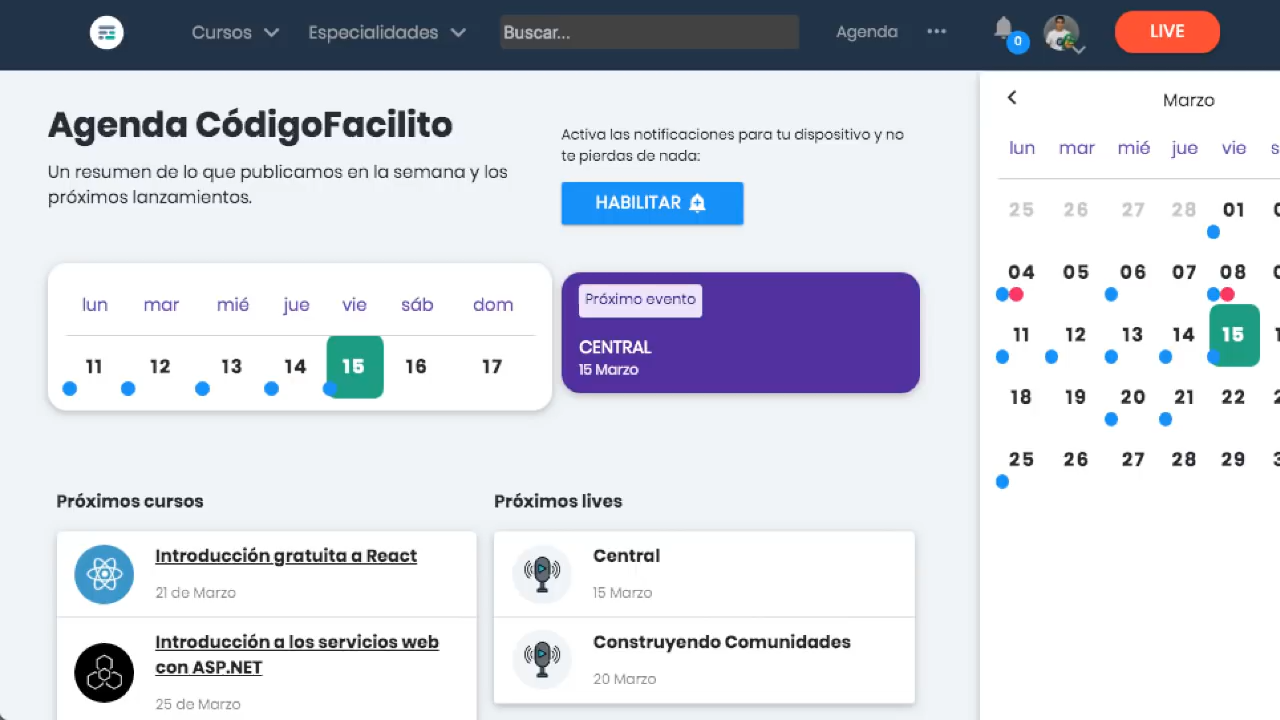 Cursos Especialidades Buscar... Agenda ••• 0 LIVE
Agenda CódigoFacilito
Un resumen de lo que publicamos en la semana y los
próximos lanzamientos.
Activa las notificaciones para tu dispositivo y no
te pierdas de nada:
HABILITAR
lun mar mié jue vie sáb dom
11 12 13 14 15 16 17
Próximo evento
CENTRAL
15 Marzo
Próximos cursos
Introducción gratuita a React
21 de Marzo
Introducción a los servicios web
con ASP.NET
25 de Marzo
Próximos lives
Central
15 Marzo
Construyendo Comunidades
20 Marzo
Marzo
lun mar mié jue vie
25 26 27 28 01
04 05 06 07 08
11 12 13 14 15
18 19 20 21 22
25 26 27 28 29